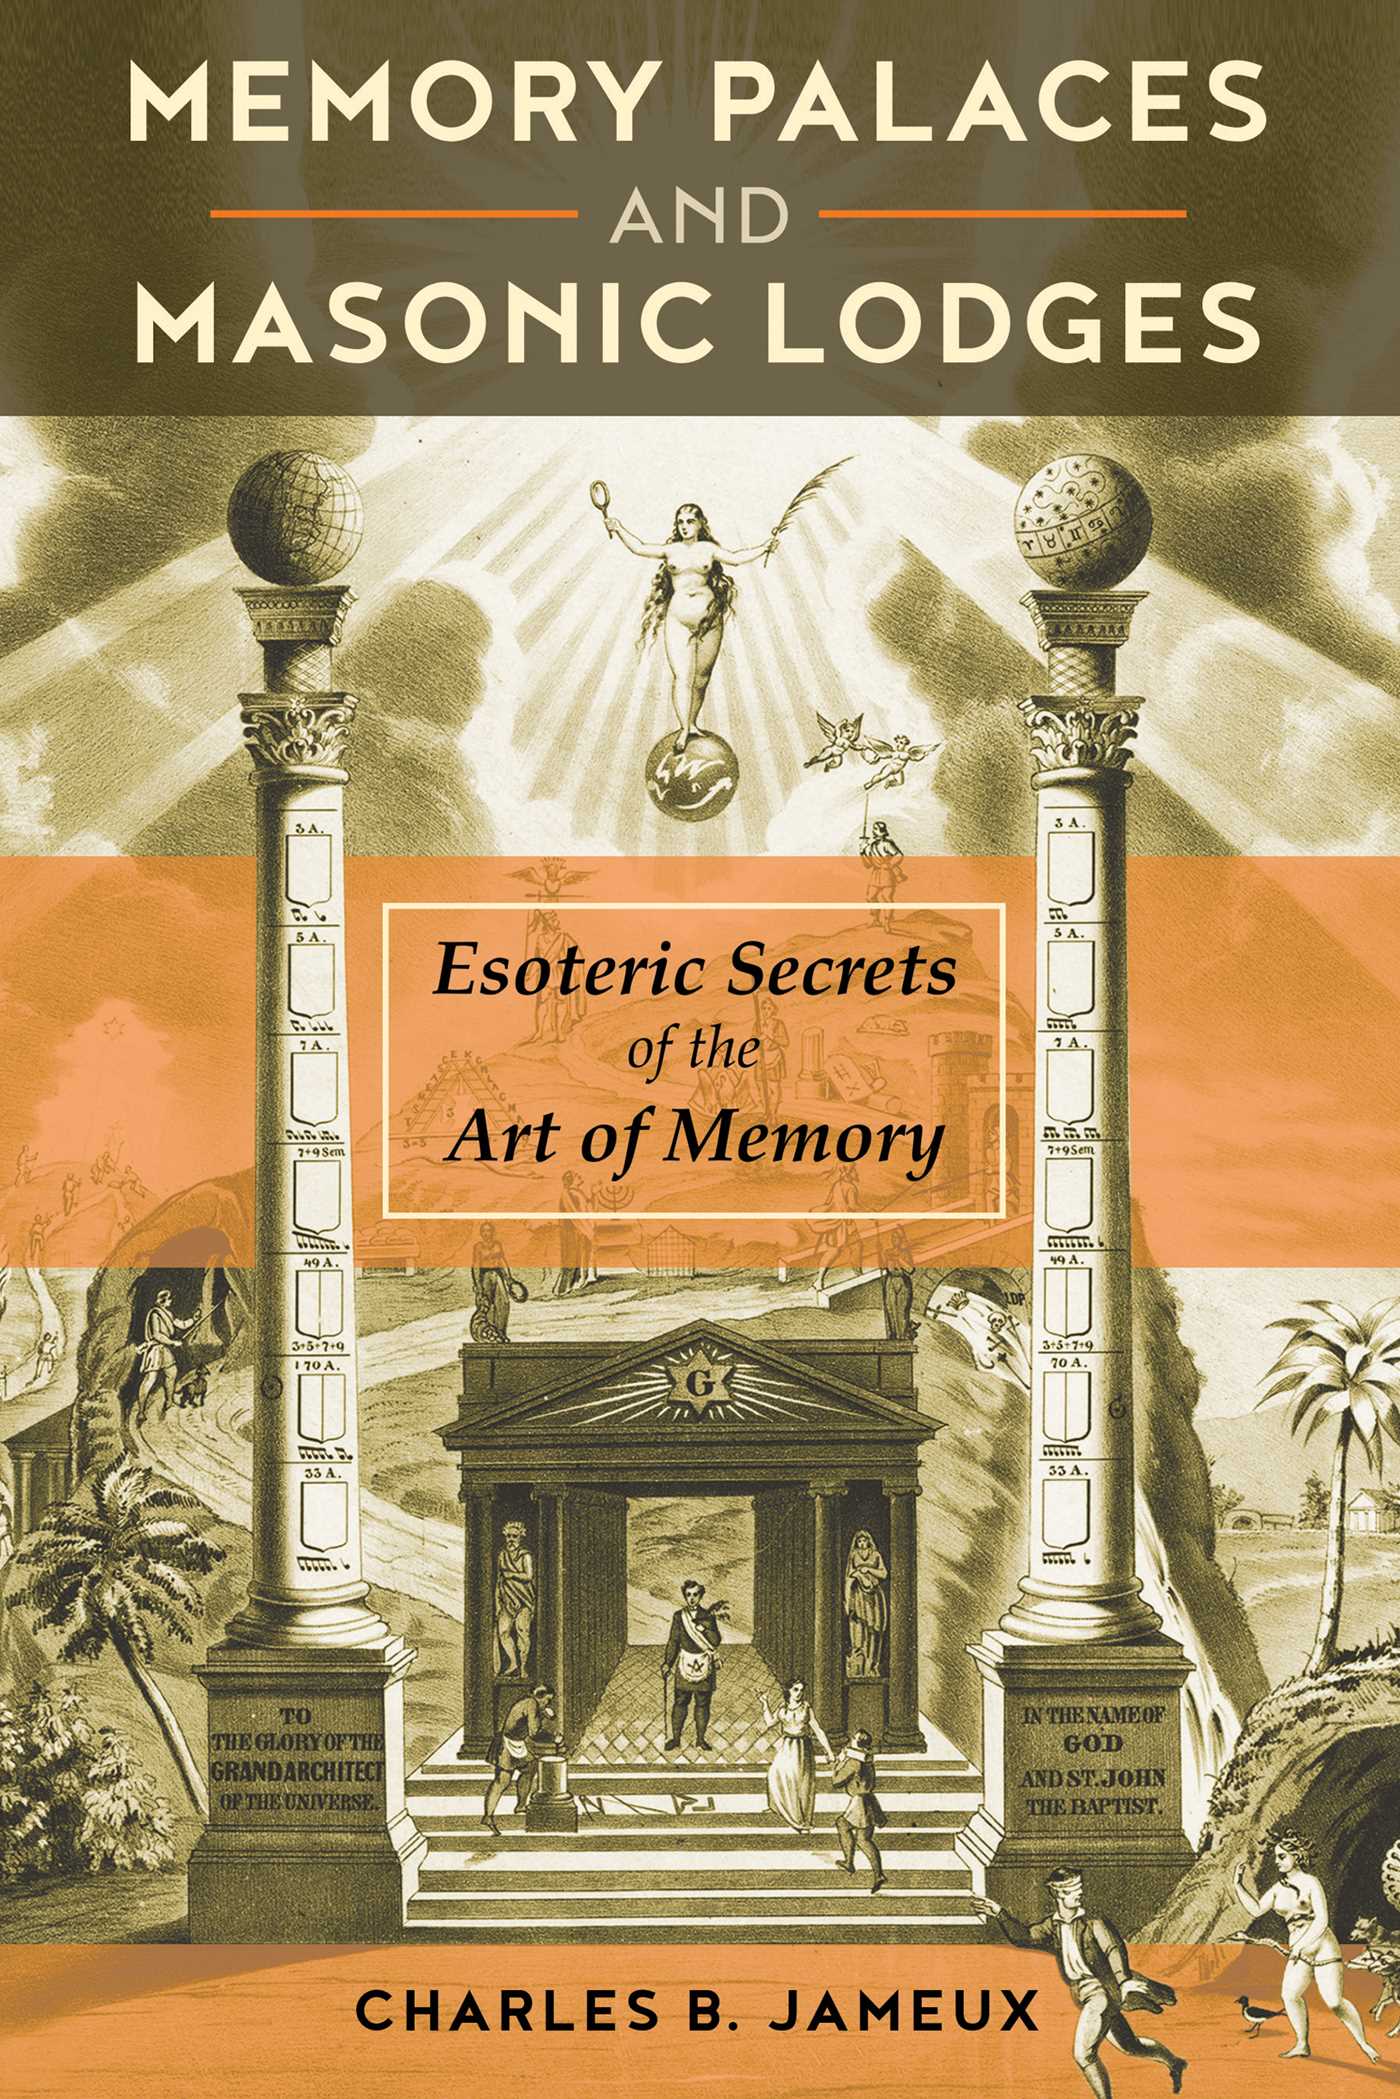 MEMORY PALACES
AND
MASONIC LODGES
Esoteric Secrets
of the
Art of Memory
3 A.
5 A.
7 A.
7+9 Sem
49 A.
3+5+7+9
70 A.
33 A.
3 A.
5 A.
7 A.
7+9 Sem
49 A.
3+5+7+9
70 A.
33 A.
G
TO
THE GLORY OF THE
GRAND ARCHITECT
OF THE UNIVERSE.
IN THE NAME OF
GOD
AND ST. JOHN
THE BAPTIST.
CHARLES B. JAMEUX